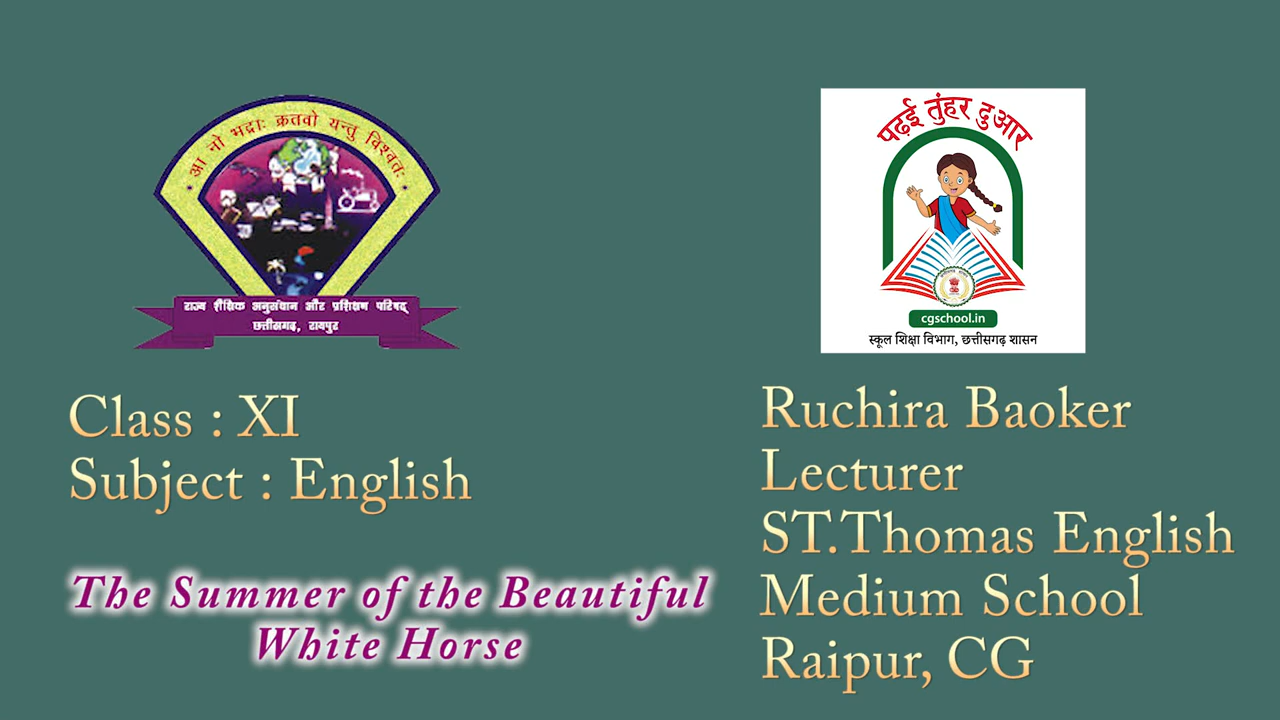 आ नो भद्राः क्रतवो यन्तु विश्वतः
राज्य शैक्षिक अनुसंधान और प्रशिक्षण परिषद्
छत्तीसगढ़, रायपुर
पढ़ई तुंहर दुआर
cgschool.in
स्कूल शिक्षा विभाग, छत्तीसगढ़ शासन
Class : XI
Subject : English
The Summer of the Beautiful
White Horse
Ruchira Baoker
Lecturer
ST.Thomas English
Medium School
Raipur, CG